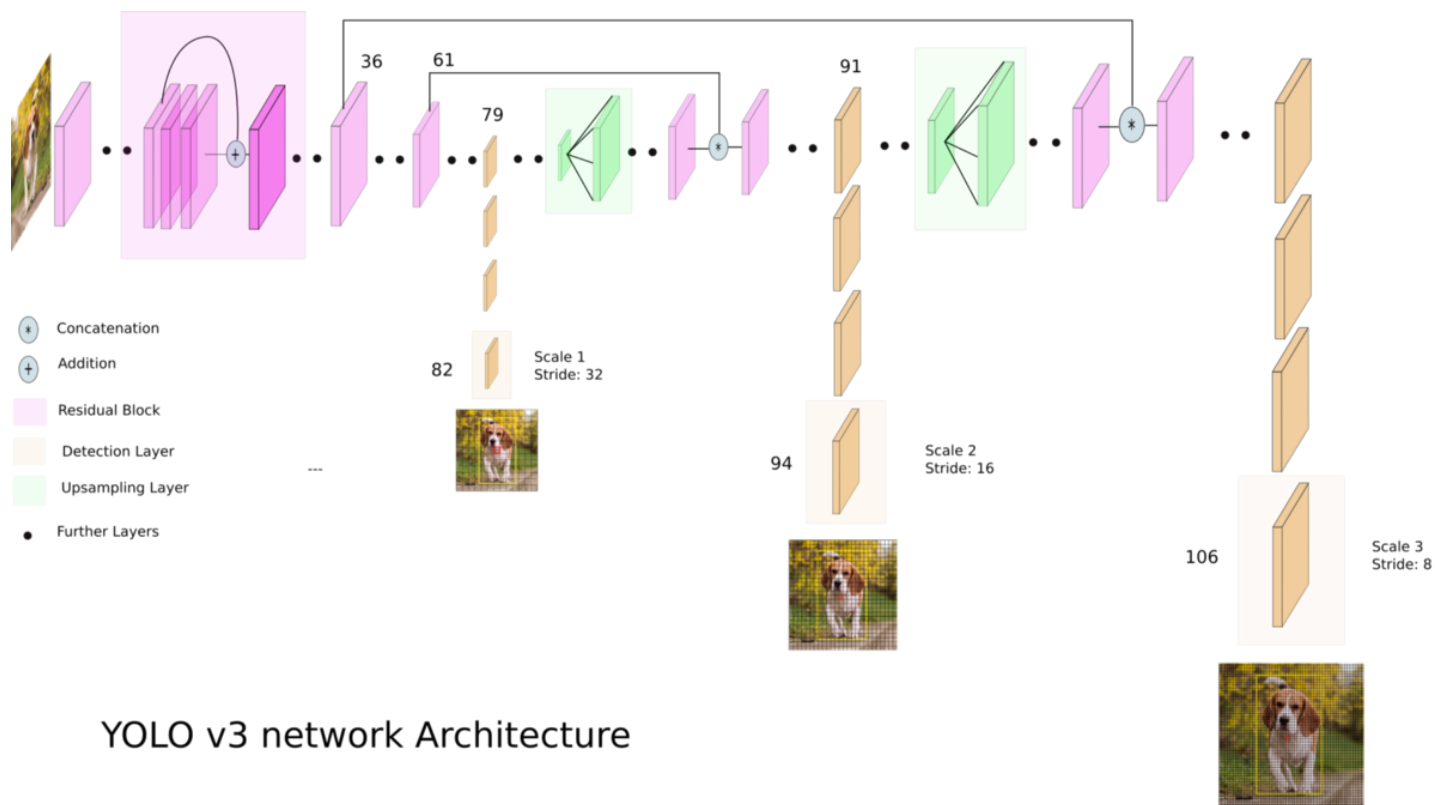 36
61
91
79
*
*
+
*
Concatenation
+
Addition
82
Scale 1
Stride: 32
Residual Block
Detection Layer
Upsampling Layer
---
Further Layers
94
Scale 2
Stride: 16
106
Scale 3
Stride: 8
YOLO v3 network Architecture